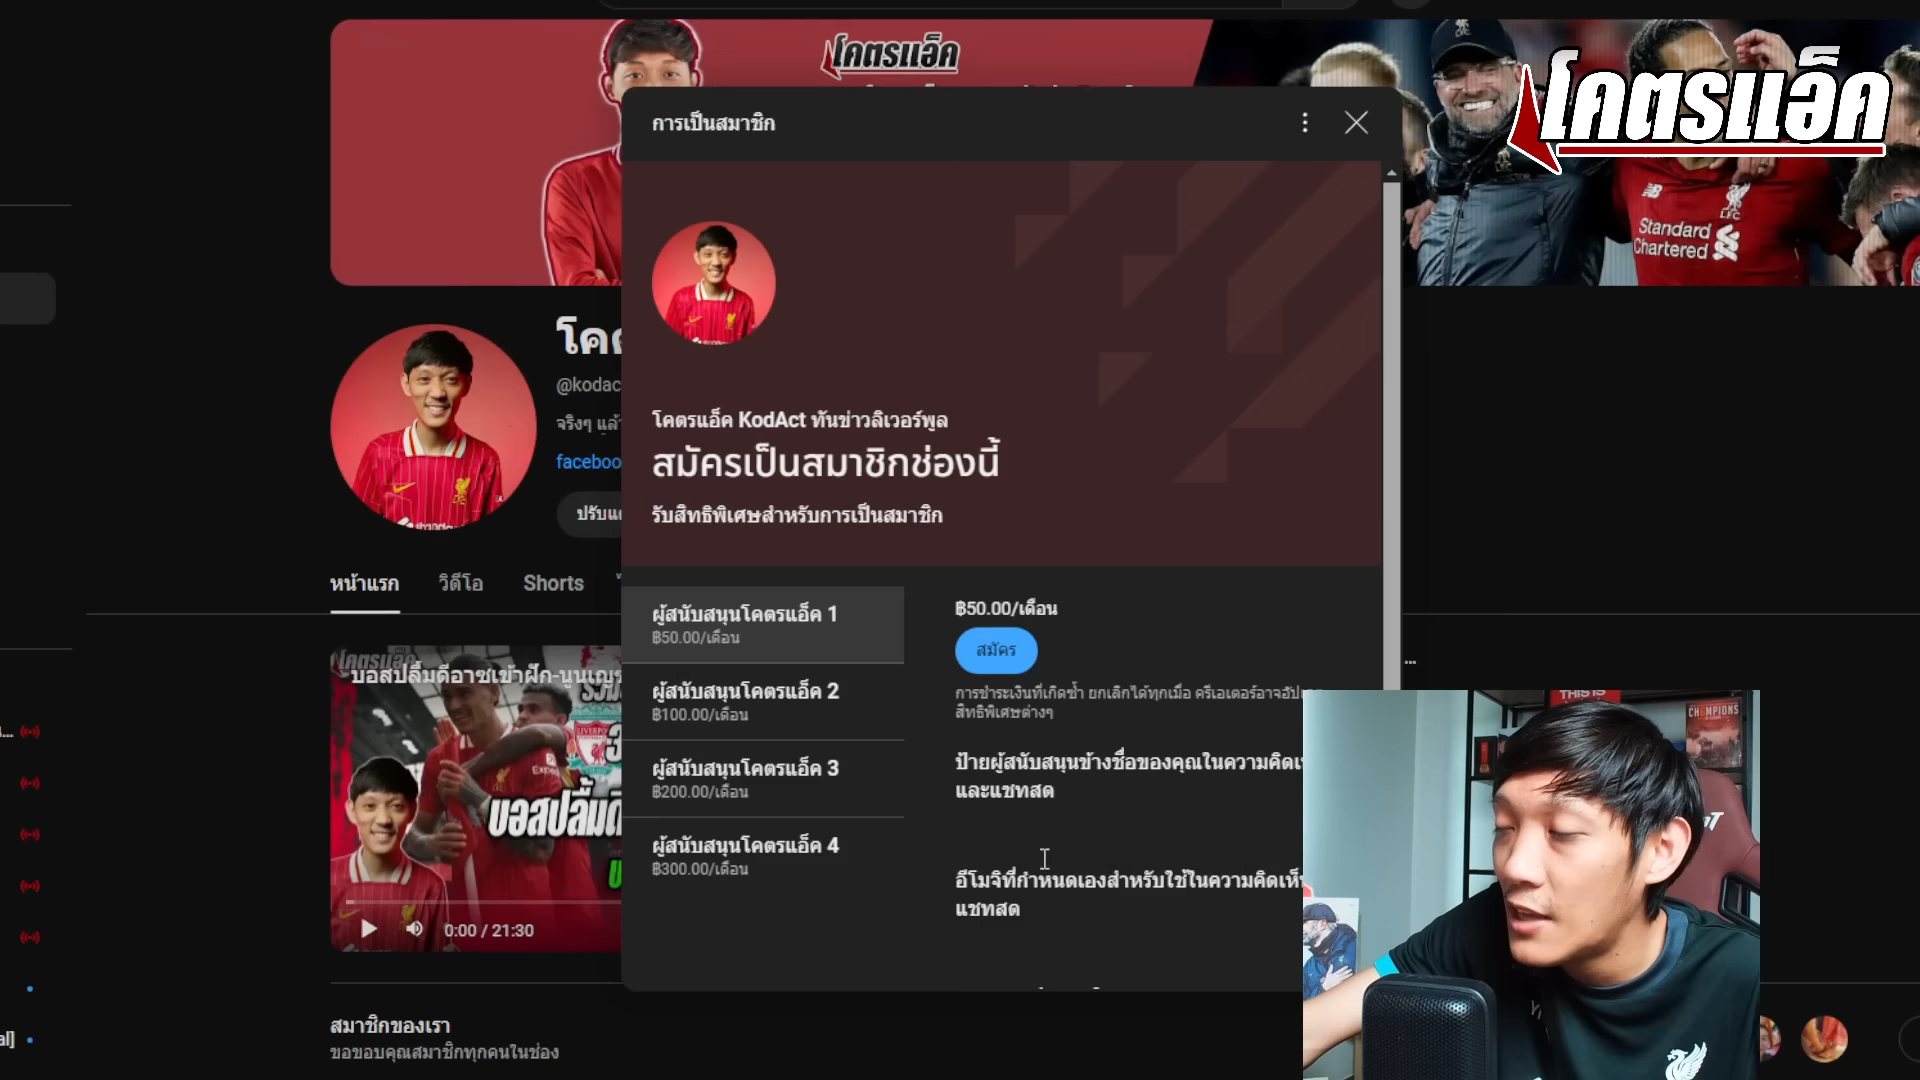 โคตรแอ็ค
โคตรแอ็ค
การเป็นสมาชิก
Standard
Chartered
โคตรแอ็ค KodAct ทันข่าวลิเวอร์พูล
สมัครเป็นสมาชิกช่องนี้
รับสิทธิพิเศษสำหรับการเป็นสมาชิก
@kodac
จริงๆ แล้
faceboo
ปรับแ
หน้าแรก
วิดีโอ
Shorts
ผู้สนับสนุนโคตรแอ็ค 1
฿50.00/เดือน
ผู้สนับสนุนโคตรแอ็ค 2
฿100.00/เดือน
ผู้สนับสนุนโคตรแอ็ค 3
฿200.00/เดือน
ผู้สนับสนุนโคตรแอ็ค 4
฿300.00/เดือน
฿50.00/เดือน
สมัคร
การชำระเงินที่เกิดซ้ำ ยกเลิกได้ทุกเมื่อ ครีเอเตอร์อาจอัปเดต
สิทธิพิเศษต่างๆ
ป้ายผู้สนับสนุนข้างชื่อของคุณในความคิดเห
และแชทสด
อีโมจิที่กำหนดเองสำหรับใช้ในความคิดเห็
แชทสด
โคตรแอ็ค
บอสปลื้มดีอาซเข้าฝัก-นูนเญซ
บอสปลื้มดี
0:00 / 21:30
สมาชิกของเรา
ขอขอบคุณสมาชิกทุกคนในช่อง
al]
THIS IS
CHAMPIONS